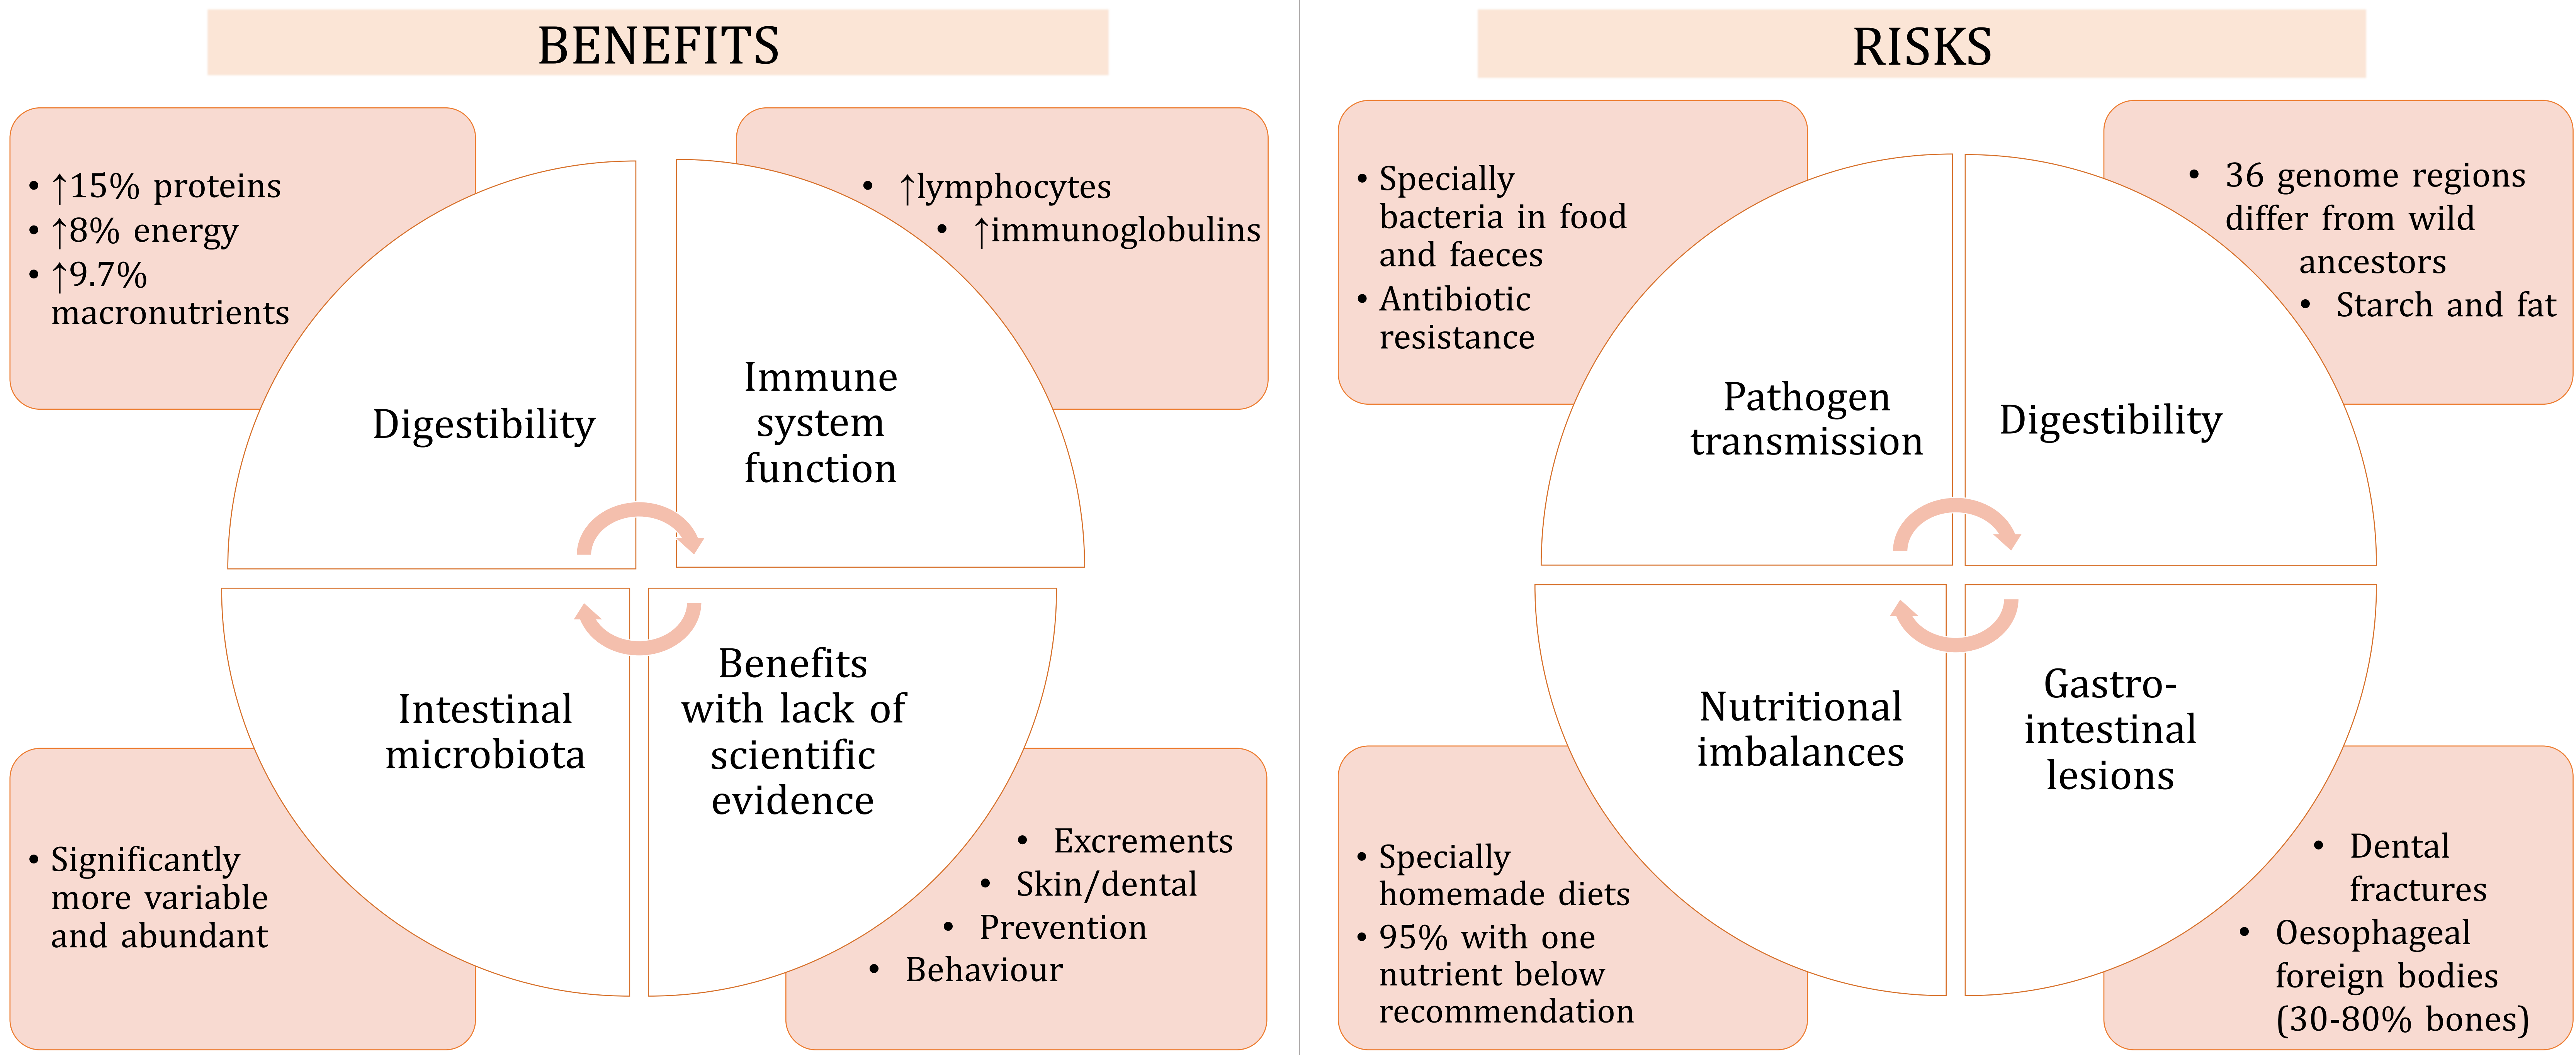 BENEFITS
• ↑15% proteins
• ↑8% energy
• ↑9.7%
macronutrients
Digestibility
• ↑lymphocytes
• ↑immunoglobulins
Immune
system
function
Intestinal
microbiota
• Significantly
more variable
and abundant
Benefits
with lack of
scientific
evidence
• Excrements
• Skin/dental
• Prevention
• Behaviour
RISKS
• Specially
bacteria in food
and faeces
• Antibiotic
resistance
Pathogen
transmission
• 36 genome regions
differ from wild
ancestors
• Starch and fat
Digestibility
Nutritional
imbalances
• Specially
homemade diets
• 95% with one
nutrient below
recommendation
Gastro-
intestinal
lesions
• Dental
fractures
• Oesophageal
foreign bodies
(30-80% bones)